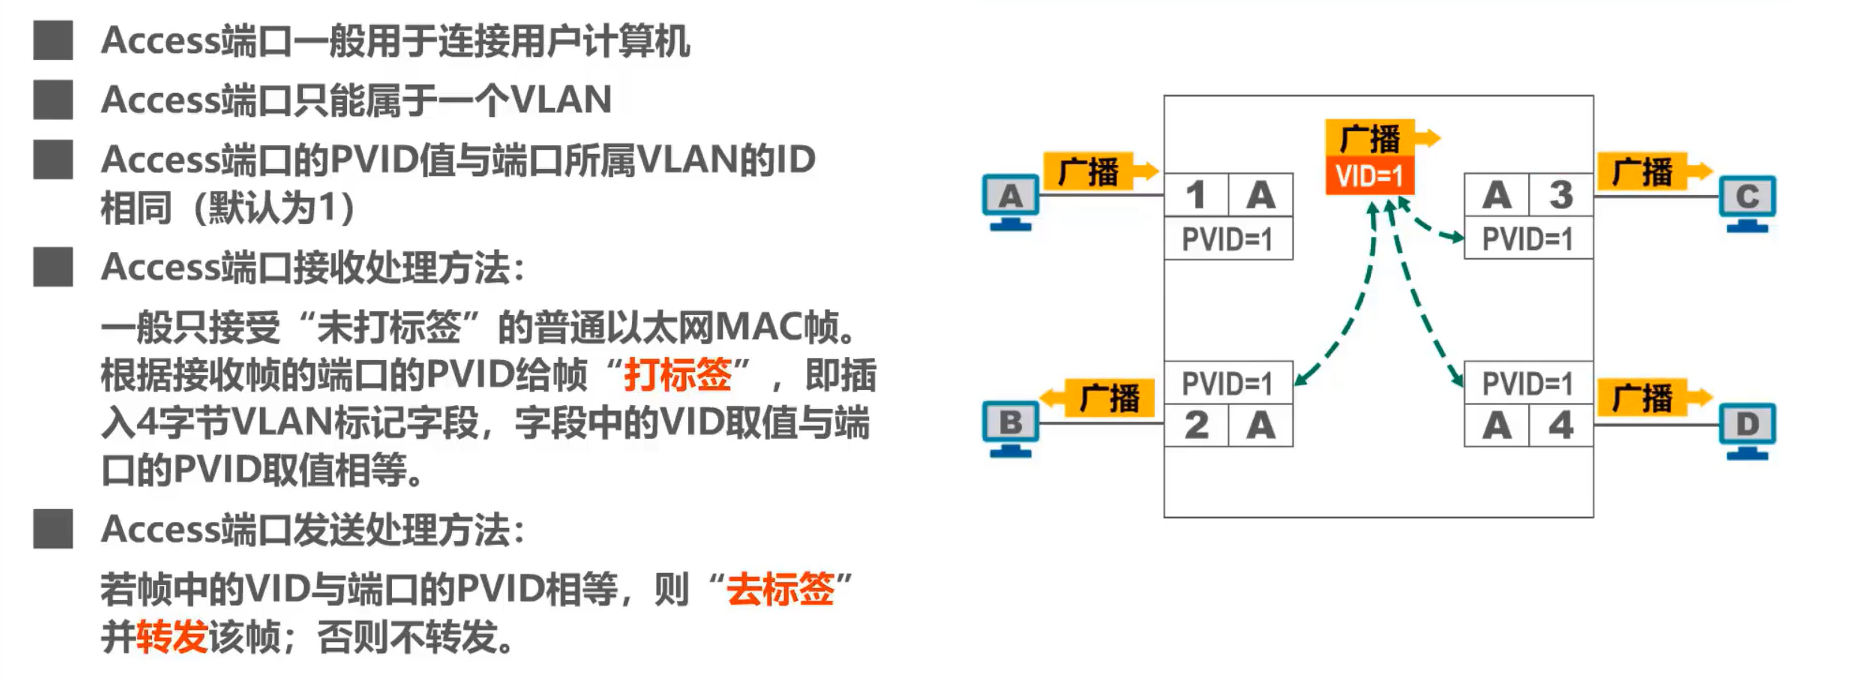 Access端口一般用于连接用户计算机
Access端口只能属于一个VLAN
Access端口的PVID值与端口所属VLAN的ID
相同（默认为1）
Access端口接收处理方法：
一般只接受“未打标签”的普通以太网MAC帧。
根据接收帧的端口的PVID给帧“打标签”，即插
入4字节VLAN标记字段，字段中的VID取值与端
口的PVID取值相等。
Access端口发送处理方法：
若帧中的VID与端口的PVID相等，则“去标签”
并转发该帧；否则不转发。
广播
VID=1
A
广播
1 A
PVID=1
A 3
PVID=1
广播
C
B
广播
PVID=1
2 A
PVID=1
A 4
广播
D